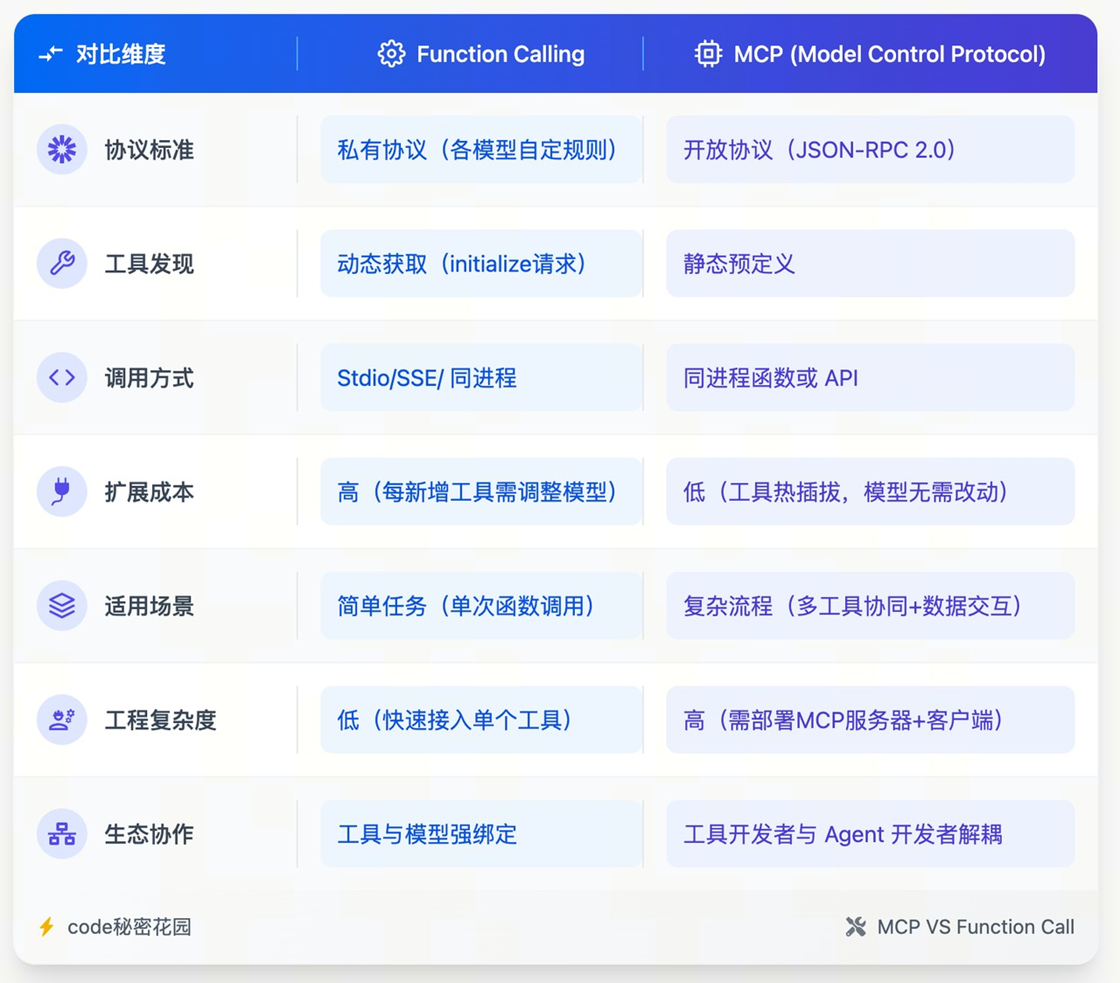 对比维度 Function Calling MCP (Model Control Protocol)
协议标准 私有协议（各模型自定规则） 开放协议（JSON-RPC 2.0）
工具发现 动态获取（initialize请求） 静态预定义
调用方式 Stdio/SSE/ 同进程 同进程函数或 API
扩展成本 高（每新增工具需调整模型） 低（工具热插拔，模型无需改动）
适用场景 简单任务（单次函数调用） 复杂流程（多工具协同+数据交互）
工程复杂度 低（快速接入单个工具） 高（需部署MCP服务器+客户端）
生态协作 工具与模型强绑定 工具开发者与 Agent 开发者解耦
code秘密花园 MCP VS Function Call